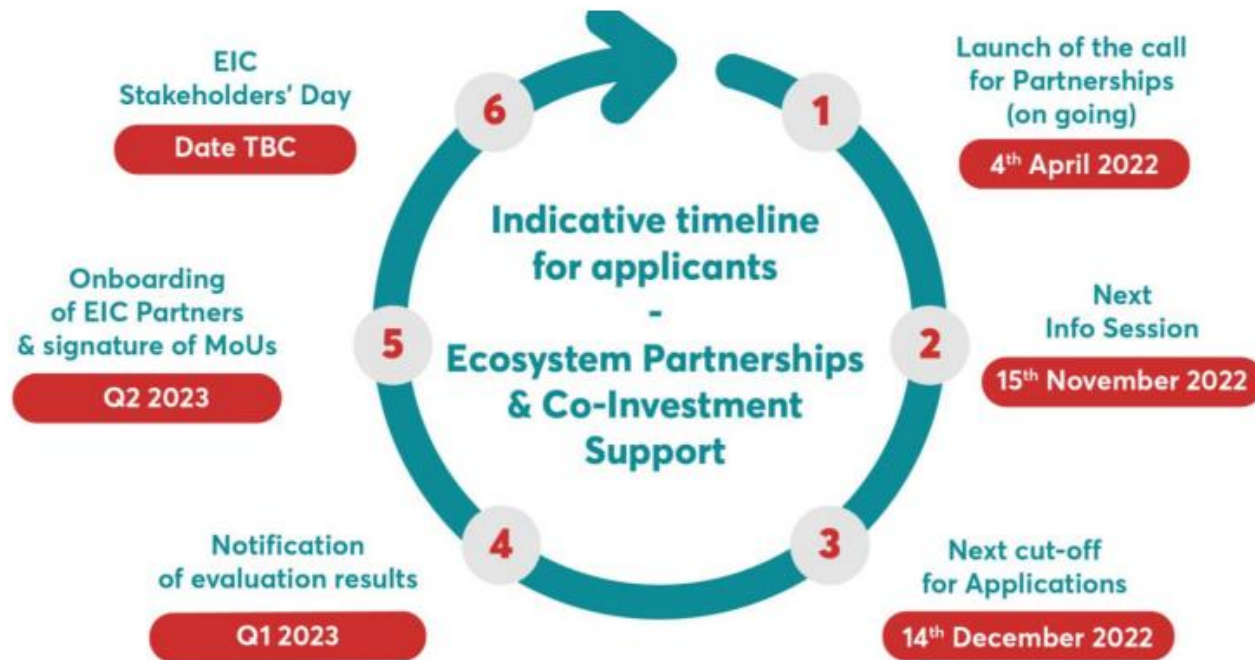 Indicative timeline
for applicants
-
Ecosystem Partnerships
& Co-Investment
Support
1
Launch of the call
for Partnerships
(on going)
4th April 2022
2
Next
Info Session
15th November 2022
3
Next cut-off
for Applications
14th December 2022
4
Notification
of evaluation results
Q1 2023
5
Onboarding
of EIC Partners
& signature of MoUs
Q2 2023
6
EIC
Stakeholders' Day
Date TBC